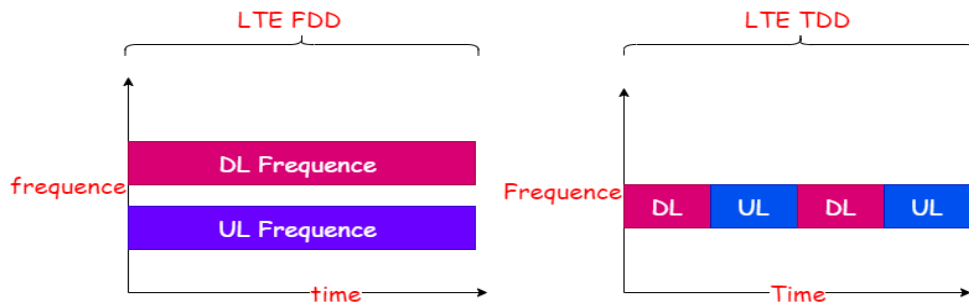 LTE FDD
DL Frequence
frequence
UL Frequence
time
LTE TDD
Frequence
DL UL DL UL
Time